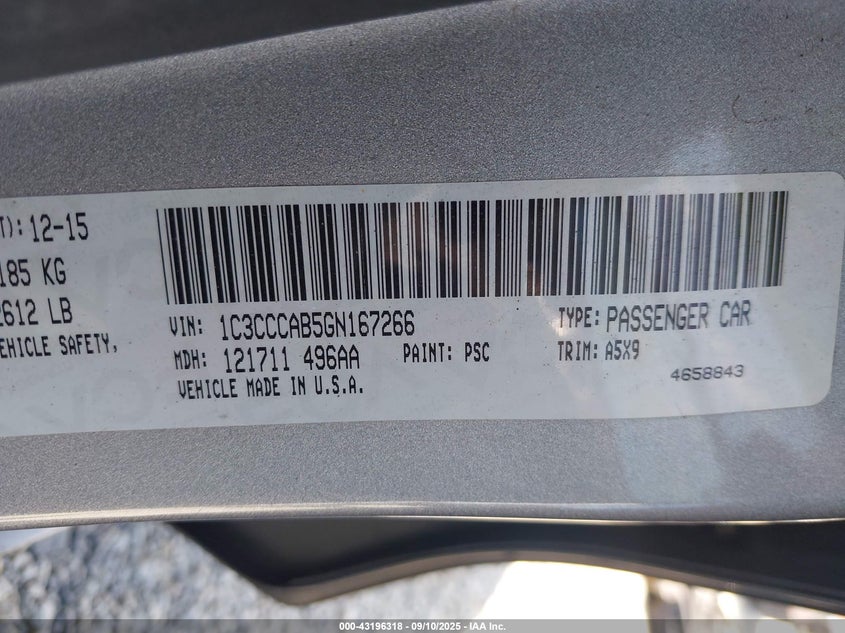 T): 12-15
185 KG
2612 LB
EHICLE SAFETY,
VIN: 1C3CCCAB5GN167266
TYPE: PASSENGER CAR
MDH: 121711 496AA
PAINT: PSC
TRIM: A5X9
VEHICLE MADE IN U.S.A.
4658843
000-43196318 - 09/10/2025 - IAA Inc.